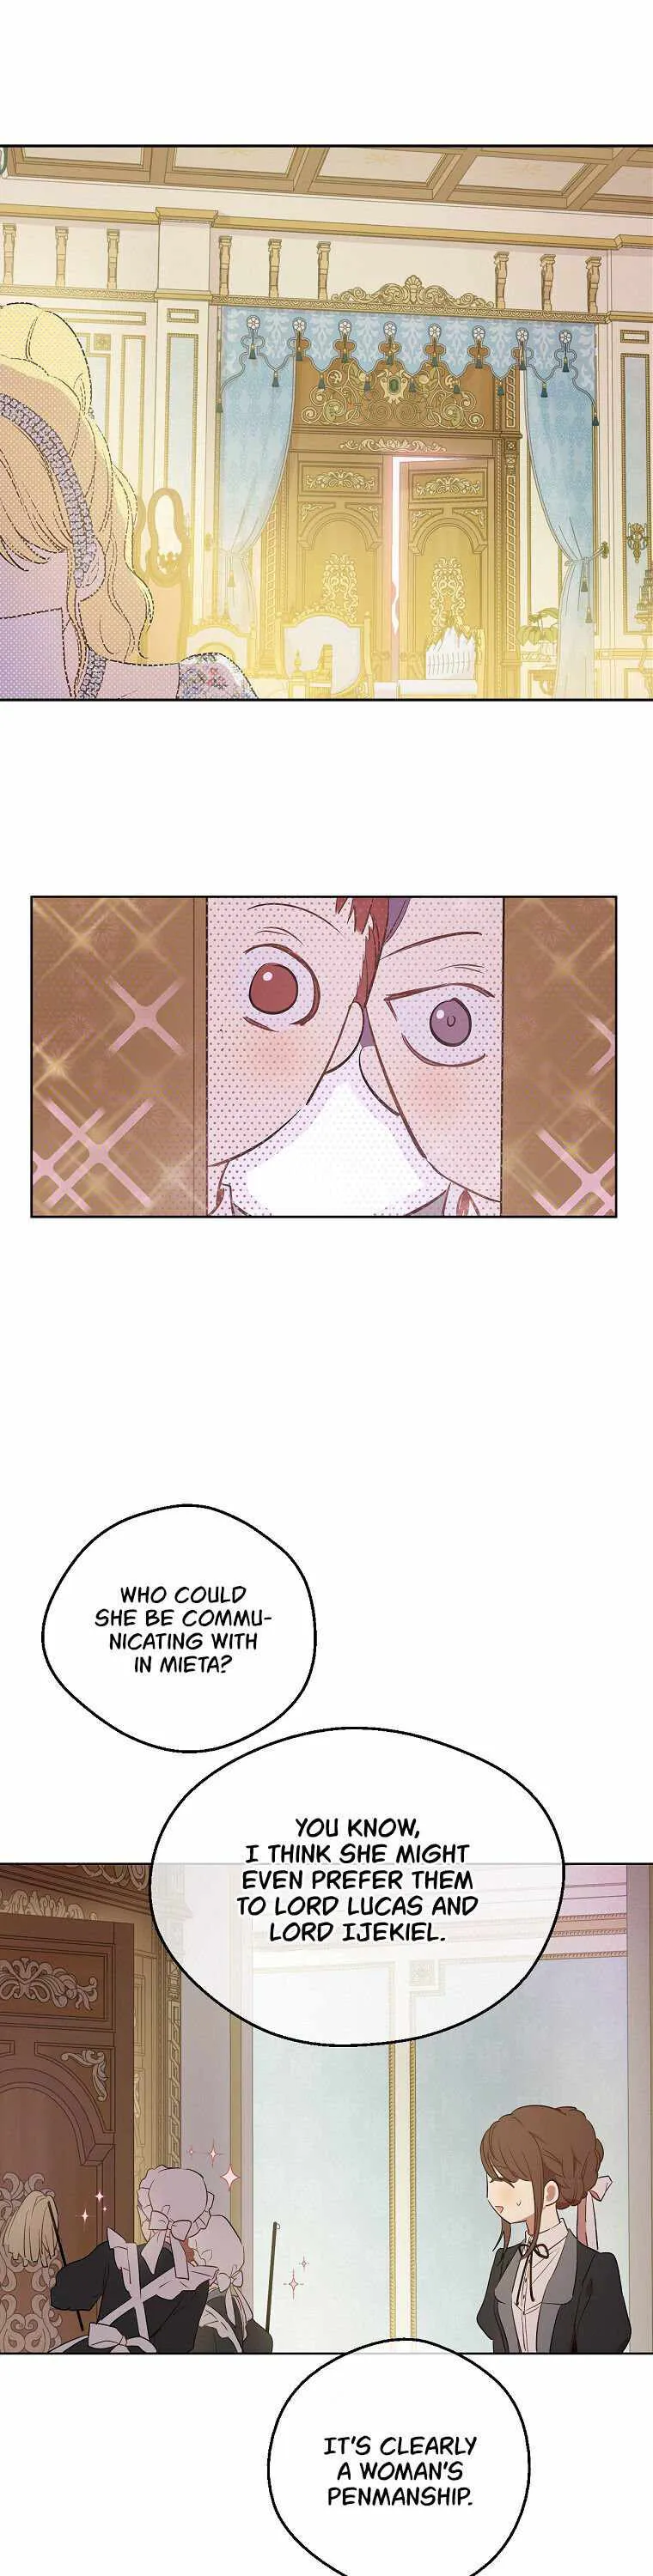 WHO COULD
SHE BE COMMU-
NICATING WITH
IN MIETA?
YOU KNOW,
I THINK SHE MIGHT
EVEN PREFER THEM
TO LORD LUCAS AND
LORD IJEKIEL.
IT'S CLEARLY
A WOMAN'S
PENMANSHIP.